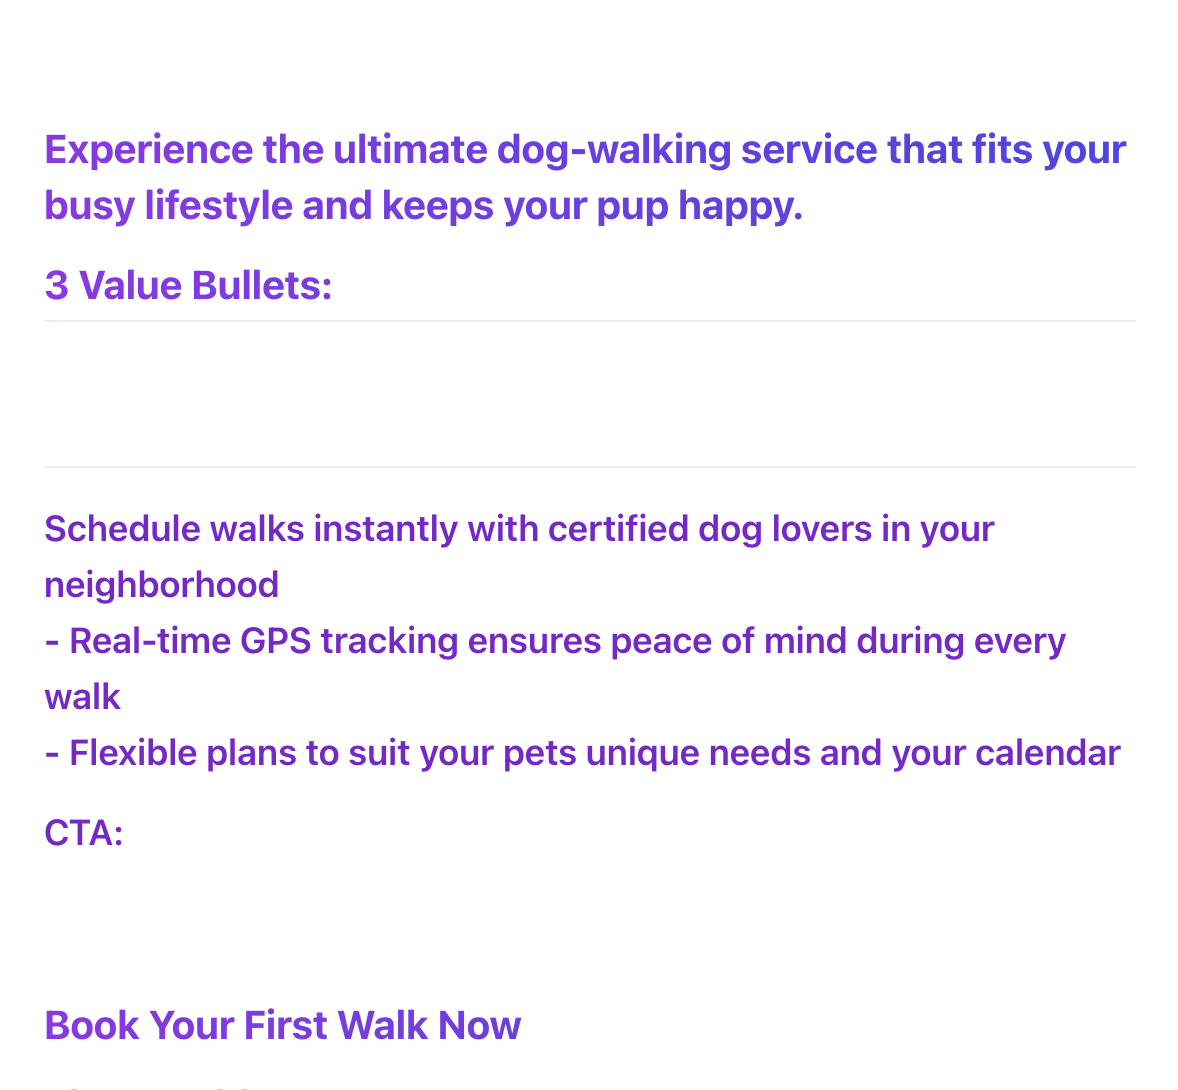 Experience the ultimate dog-walking service that fits your
busy lifestyle and keeps your pup happy.
3 Value Bullets:
Schedule walks instantly with certified dog lovers in your
neighborhood
- Real-time GPS tracking ensures peace of mind during every
walk
- Flexible plans to suit your pets unique needs and your calendar
CTA:
Book Your First Walk Now